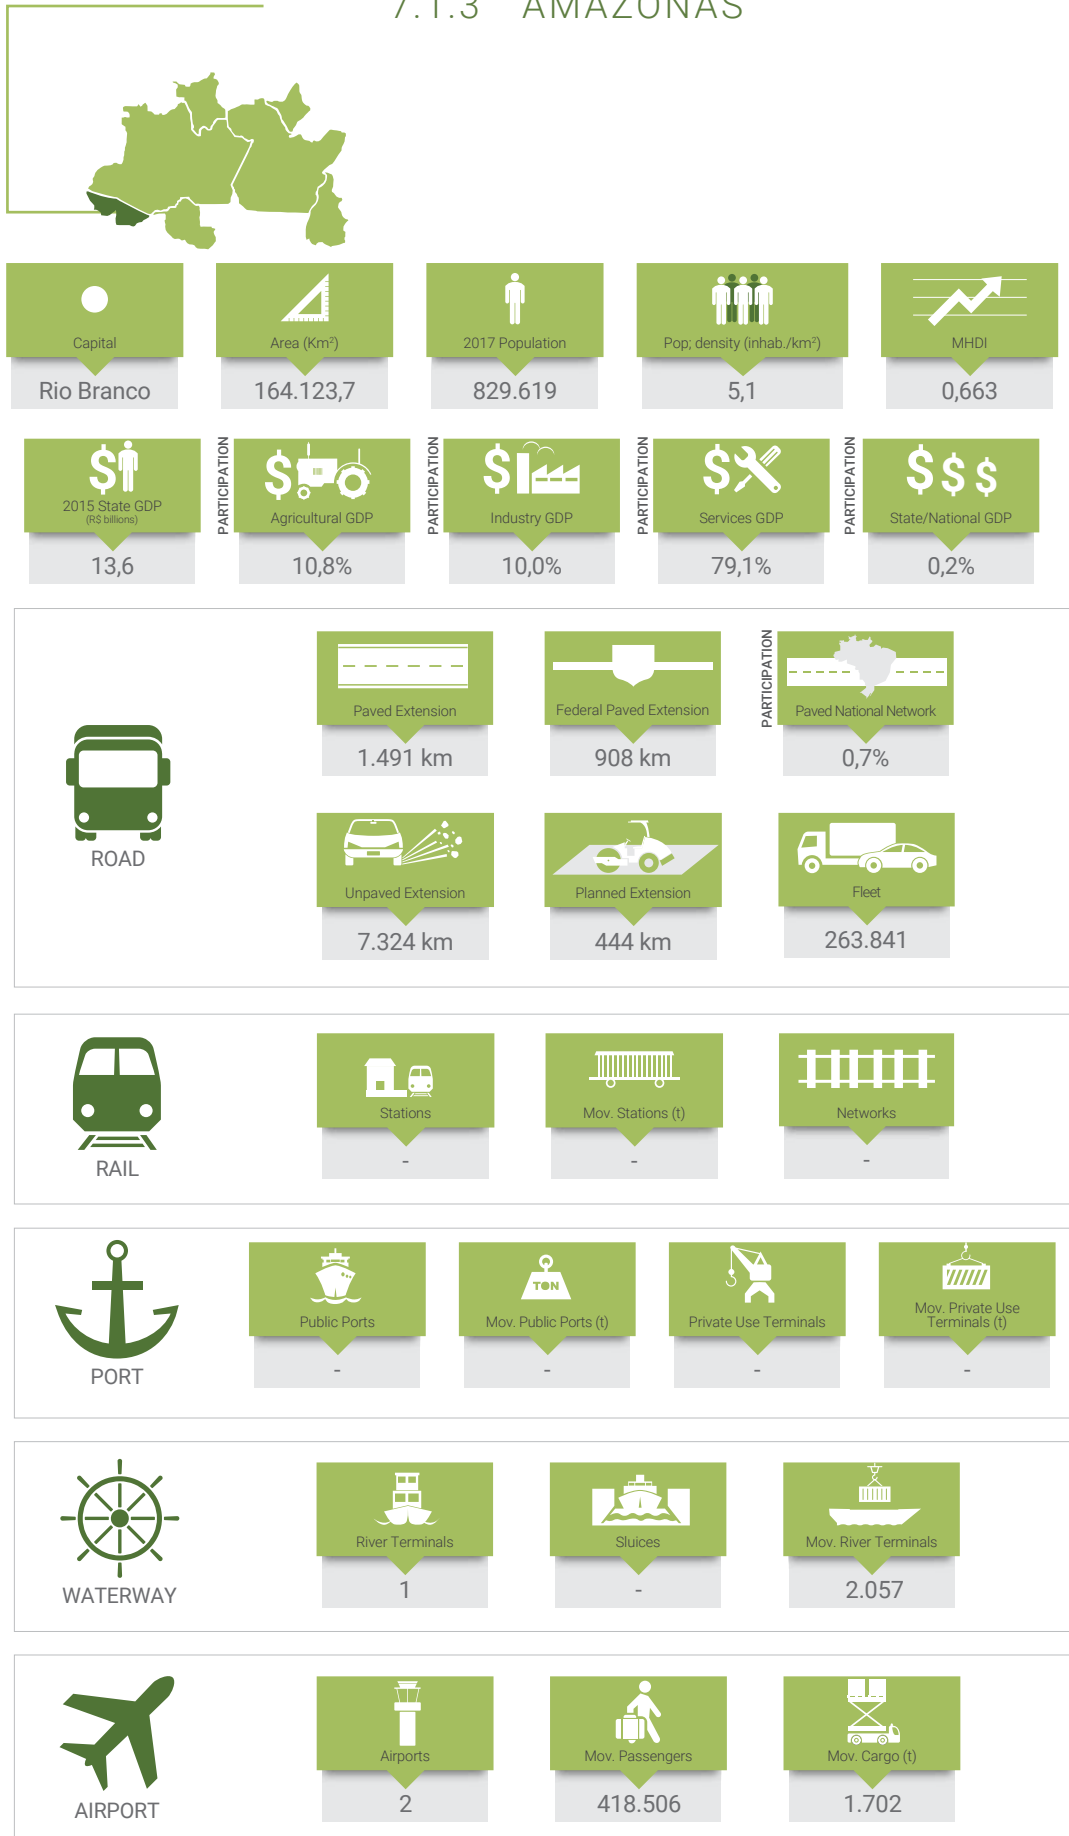 7.1.3 AMAZONAS
Capital
Area (Km²)
2017 Population
Pop; density (inhab./km²)
MHDI
Rio Branco
164.123,7
829.619
5,1
0,663
2015 State GDP
(R$ billions)
PARTICIPATION
Agricultural GDP
PARTICIPATION
Industry GDP
PARTICIPATION
Services GDP
PARTICIPATION
State/National GDP
13,6
10,8%
10,0%
79,1%
0,2%
ROAD
Paved Extension
Federal Paved Extension
PARTICIPATION
Paved National Network
1.491 km
908 km
0,7%
Unpaved Extension
Planned Extension
Fleet
7.324 km
444 km
263.841
RAIL
Stations
Mov. Stations (t)
Networks
-
-
-
PORT
Public Ports
TON
Mov. Public Ports (t)
Private Use Terminals
Mov. Private Use
Terminals (t)
-
-
-
-
WATERWAY
River Terminals
Sluices
Mov. River Terminals
1
-
2.057
AIRPORT
Airports
Mov. Passengers
Mov. Cargo (t)
2
418.506
1.702